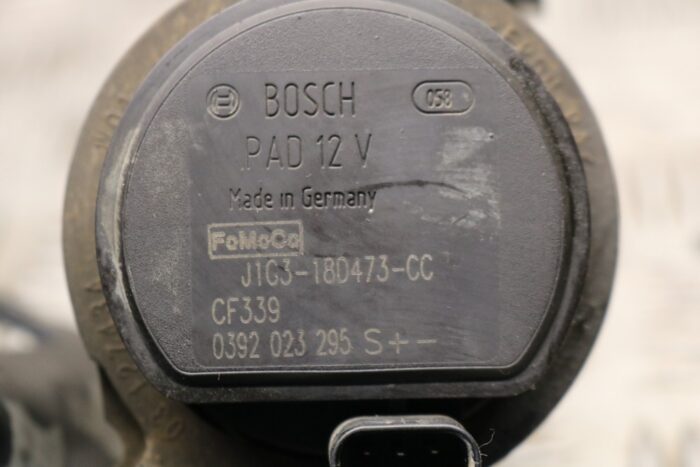 BOSCH 058
PAD 12 V
Made in Germany
FoMoCo
J1G3-18D473-CC
CF339
0392 023 295 S + -